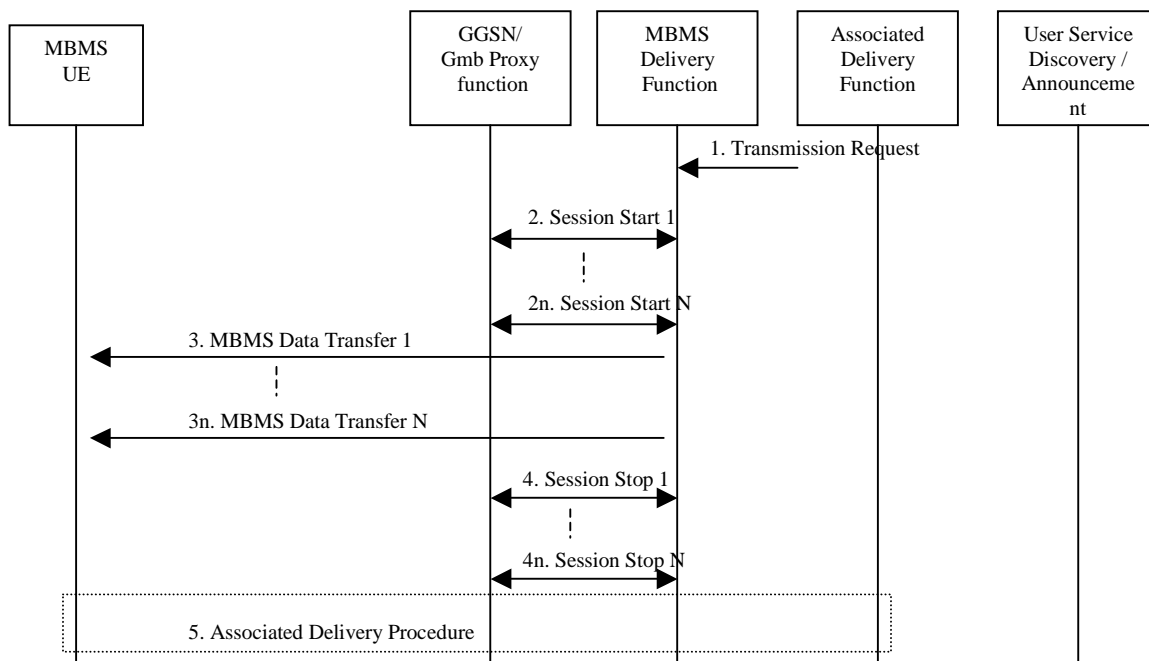 MBMS
UE
GGSN/
Gmb Proxy
function
MBMS
Delivery
Function
Associated
Delivery
Function
User Service
Discovery /
Announceme
nt
1. Transmission Request
2. Session Start 1
2n. Session Start N
3. MBMS Data Transfer 1
3n. MBMS Data Transfer N
4. Session Stop 1
4n. Session Stop N
5. Associated Delivery Procedure